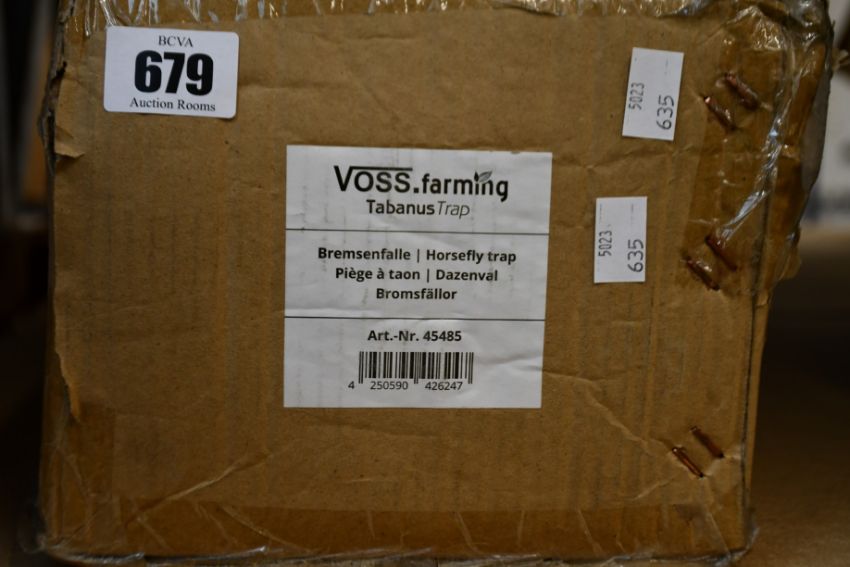 BCVA
679
Auction Rooms
5023
635
VOSS.farming
TabanusTrap
Bremsenfalle | Horsefly trap
Piège à taon | Dazenval
Bromsfällor
5023
635
Art.-Nr. 45485
4 250590 426247